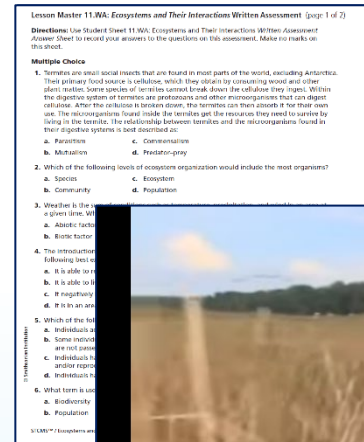 Lesson Master 11.WA: Ecosystems and Their Interactions Written Assessment (page 1 of 2)
Directions: Use Student Sheet 11.WA: Ecosystems and Their Interactions Written Assessment
Answer Sheet to record your answers to the questions on this assessment. Make no marks on
this sheet.
Multiple Choice
1. Termites are small social insects that are found in most parts of the world, excluding Antarctica.
Their primary food source is cellulose, which they obtain by consuming wood and other
plant matter. Some species of termites cannot break down the cellulose they ingest. Within
the digestive system of termites are protozoans and other microorganisms that can digest
cellulose. After the cellulose is broken down, the termites can then absorb it for their own
use. The microorganisms found inside the termites get the resources they need to survive by
living in the termite. The relationship between termites and the microorganisms found in
their digestive systems is best described as:
a. Parasitism c. Commensalism
b. Mutualism d. Predator–prey
2. Which of the following levels of ecosystem organization would include the most organisms?
a. Species c. Ecosystem
b. Community d. Population
3. Weather is the
a given time.
a. Abiotic
b. Biotic factor
4. The introduction
following best
a. It is able to
b. It is able to
c. It negatively
d. It is in an
5. Which of the
a. Individuals
b. Some
are not
c. Individuals
and/or
d. Individuals
6. What term is
a. Biodiversity
b. Population
STCMS™ / Ecosystems